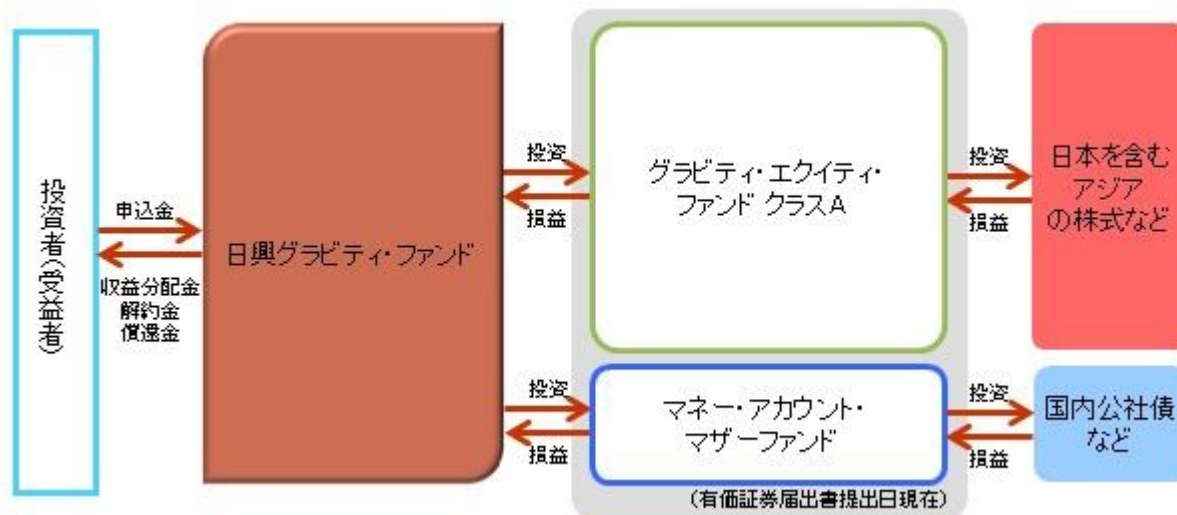 投資者(受益者)
申込金
収益分配金
解約金
償還金
日興グラビティ・ファンド
投資
損益
グラビティ・エクイティ・
ファンド クラスA
投資
損益
日本を含む
アジア
の株式など
投資
損益
マネー・アカウント・
マザーファンド
投資
損益
国内公社債
など
(有価証券届出書提出日現在)